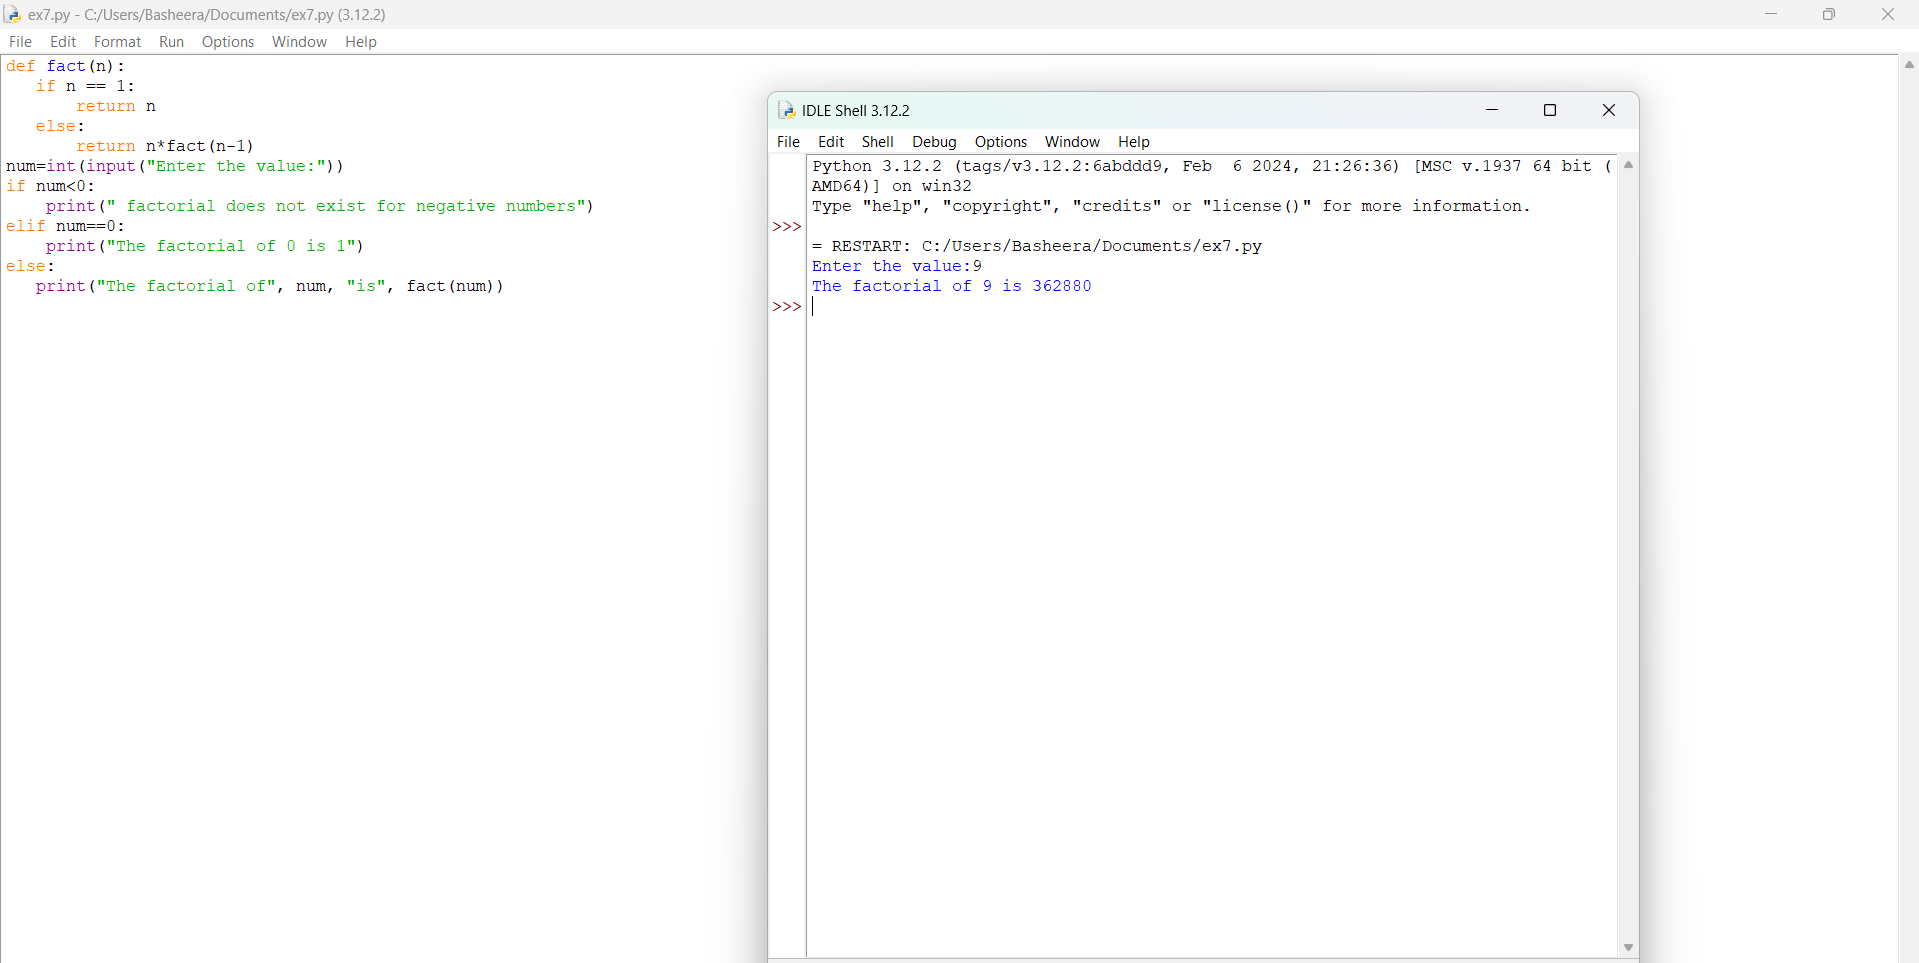 ex7.py - C:/Users/Basheera/Documents/ex7.py (3.12.2)
File Edit Format Run Options Window Help
def fact(n):
   if n == 1:
       return n
   else:
       return n*fact(n-1)
num=int(input("Enter the value:"))
if num<0:
    print(" factorial does not exist for negative numbers")
elif num==0:
    print("The factorial of 0 is 1")
else:
   print("The factorial of", num, "is", fact(num))
IDLE Shell 3.12.2
File Edit Shell Debug Options Window Help
Python 3.12.2 (tags/v3.12.2:6abddd9, Feb  6 2024, 21:26:36) [MSC v.1937 64 bit (
AMD64)] on win32
Type "help", "copyright", "credits" or "license()" for more information.
>>>
= RESTART: C:/Users/Basheera/Documents/ex7.py
Enter the value:9
The factorial of 9 is 362880
>>>